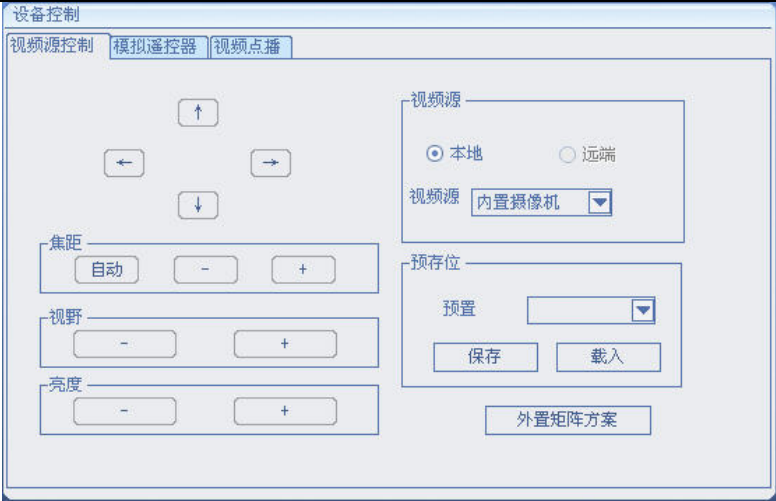 设备控制
视频源控制 模拟遥控器 视频点播
↑
← →
↓
焦距
自动 - +
视野
- +
亮度
- +
视频源
本地 远端
视频源 内置摄像机
预存位
预置
保存 载入
外置矩阵方案